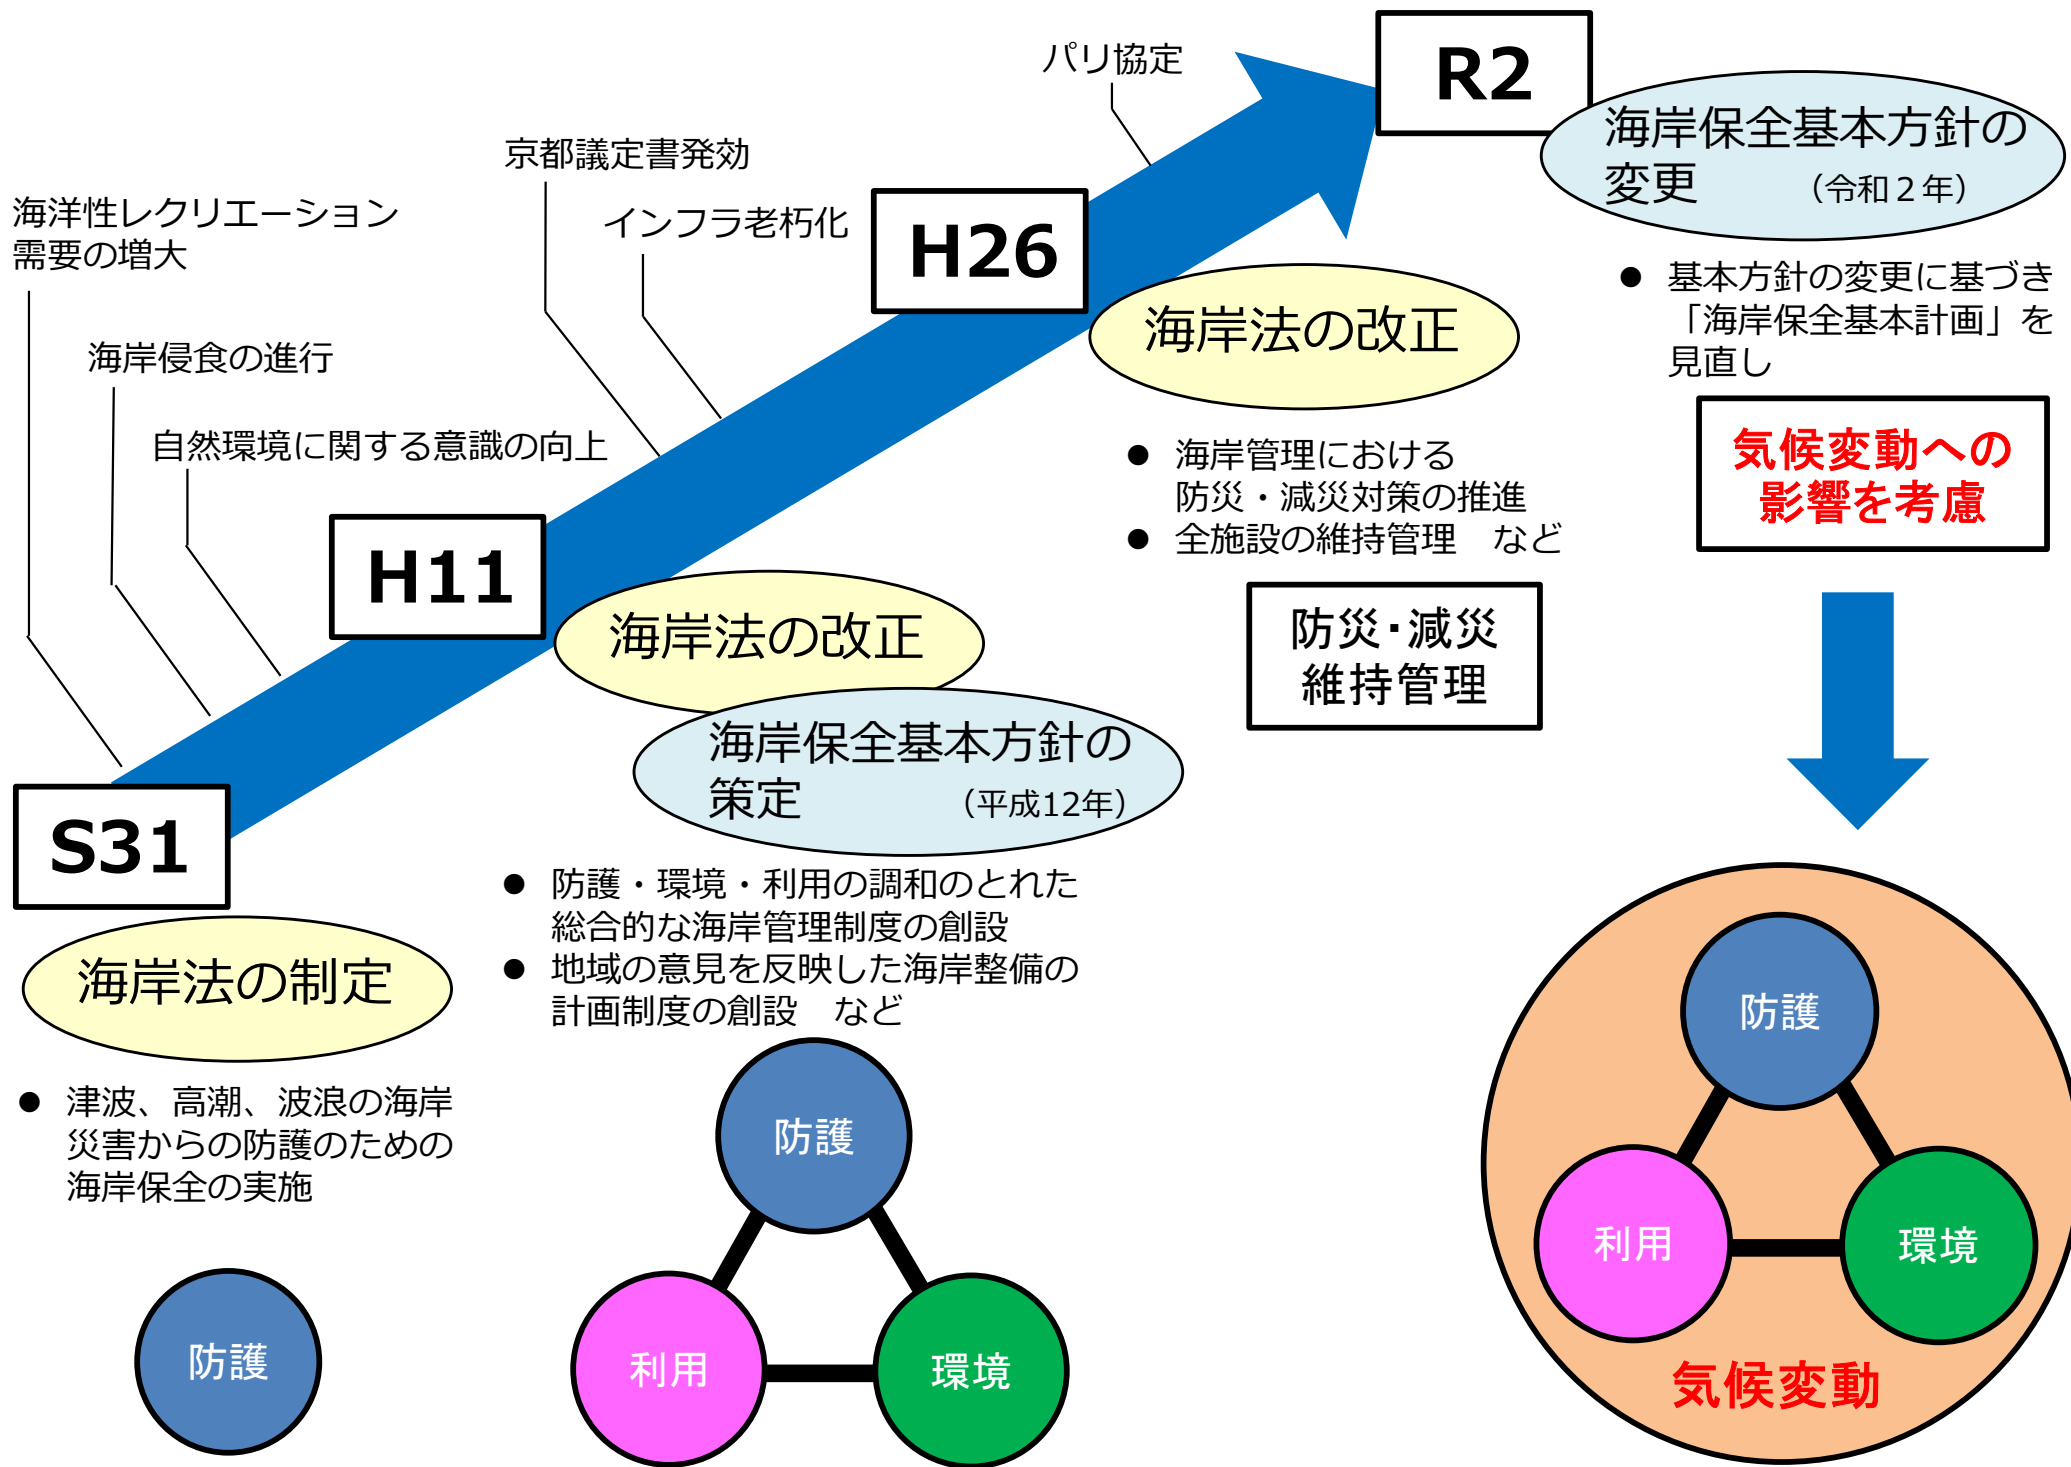 パリ協定
R2
海岸保全基本方針の
変更　（令和２年）
京都議定書発効
インフラ老朽化
H26
海洋性レクリエーション
需要の増大
● 基本方針の変更に基づき
「海岸保全基本計画」を
見直し
海岸法の改正
海岸侵食の進行
自然環境に関する意識の向上
気候変動への
影響を考慮
● 海岸管理における
防災・減災対策の推進
● 全施設の維持管理　など
H11
海岸法の改正
防災・減災
維持管理
海岸保全基本方針の
策定　（平成12年）
S31
● 防護・環境・利用の調和のとれた
総合的な海岸管理制度の創設
● 地域の意見を反映した海岸整備の
計画制度の創設　など
海岸法の制定
● 津波、高潮、波浪の海岸
災害からの防護のための
海岸保全の実施
防護
防護
利用
環境
防護
利用
環境
気候変動